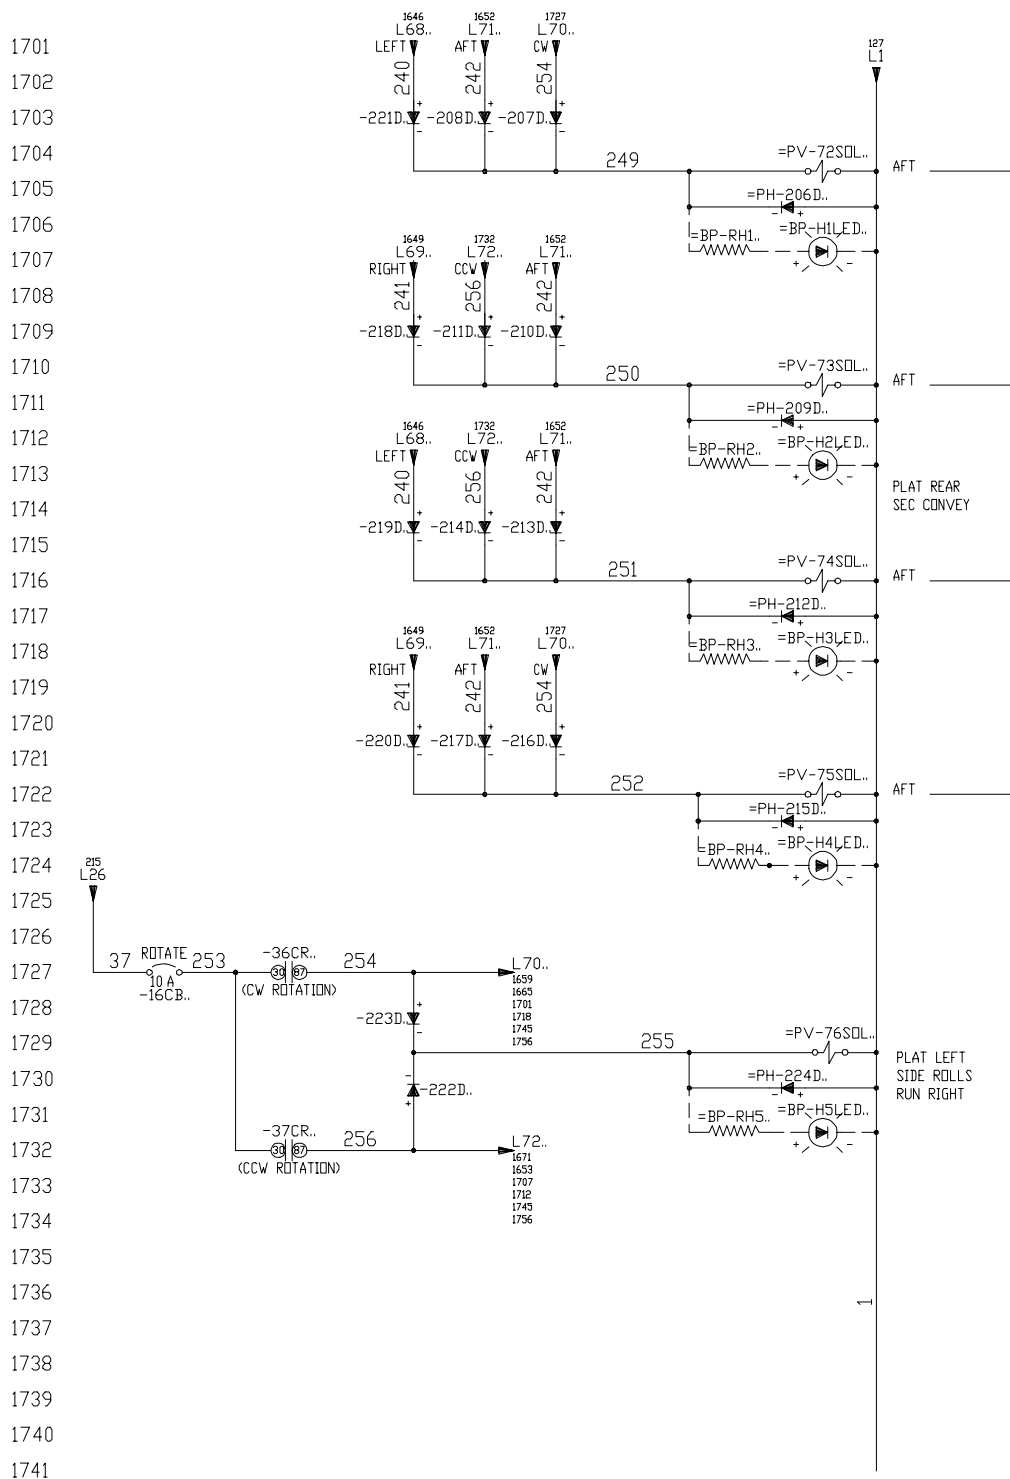 1646 1652 1727
L68.. L71.. L70..
1701 LEFT AFT CW 127
L1
1702 240 242 254
1703 -221D.. + -208D.. + -207D.. +
- - -
1704 249 =PV-72SOL.. AFT
1705 =PH-206D..
- +
1706 =BP-RH1.. =BP-H1LED..
1649 1732 1652
1707 L69.. L72.. L71.. + -
RIGHT CCW AFT
1708 241 256 242
1709 -218D.. + -211D.. + -210D.. +
- - -
1710 250 =PV-73SOL.. AFT
1711 =PH-209D..
- +
1646 1732 1652
1712 L68.. L72.. L71.. =BP-RH2.. =BP-H2LED..
LEFT CCW AFT
1713 240 256 242 + -
PLAT REAR
1714 SEC CONVEY
-219D.. + -214D.. + -213D.. +
1715 - - -
1716 251 =PV-74SOL.. AFT
1717 =PH-212D..
- +
1649 1652 1727
1718 L69.. L71.. L70.. =BP-RH3.. =BP-H3LED..
RIGHT AFT CW + -
1719 241 242 254
1720 -220D.. + -217D.. + -216D.. +
1721 - - -
1722 252 =PV-75SOL.. AFT
1723 =PH-215D..
- +
1724 215 =BP-RH4.. =BP-H4LED..
L26 + -
1725
1726
ROTATE -36CR..
1727 37 253 30 87 254 L70..
10 A (CW ROTATION) 1659
-16CB.. 1665
1728 -223D.. + 1701
- 1718
1745
1729 1756
255 =PV-76SOL..
PLAT LEFT
1730 - -222D.. =PH-224D.. SIDE ROLLS
+ - + RUN RIGHT
1731 =BP-RH5.. =BP-H5LED..
-37CR.. + -
1732 30 87 256 L72..
(CCW ROTATION) 1671
1653
1733 1707
1712
1745
1734 1756
1735
1736
1
1737
1738
1739
1740
1741